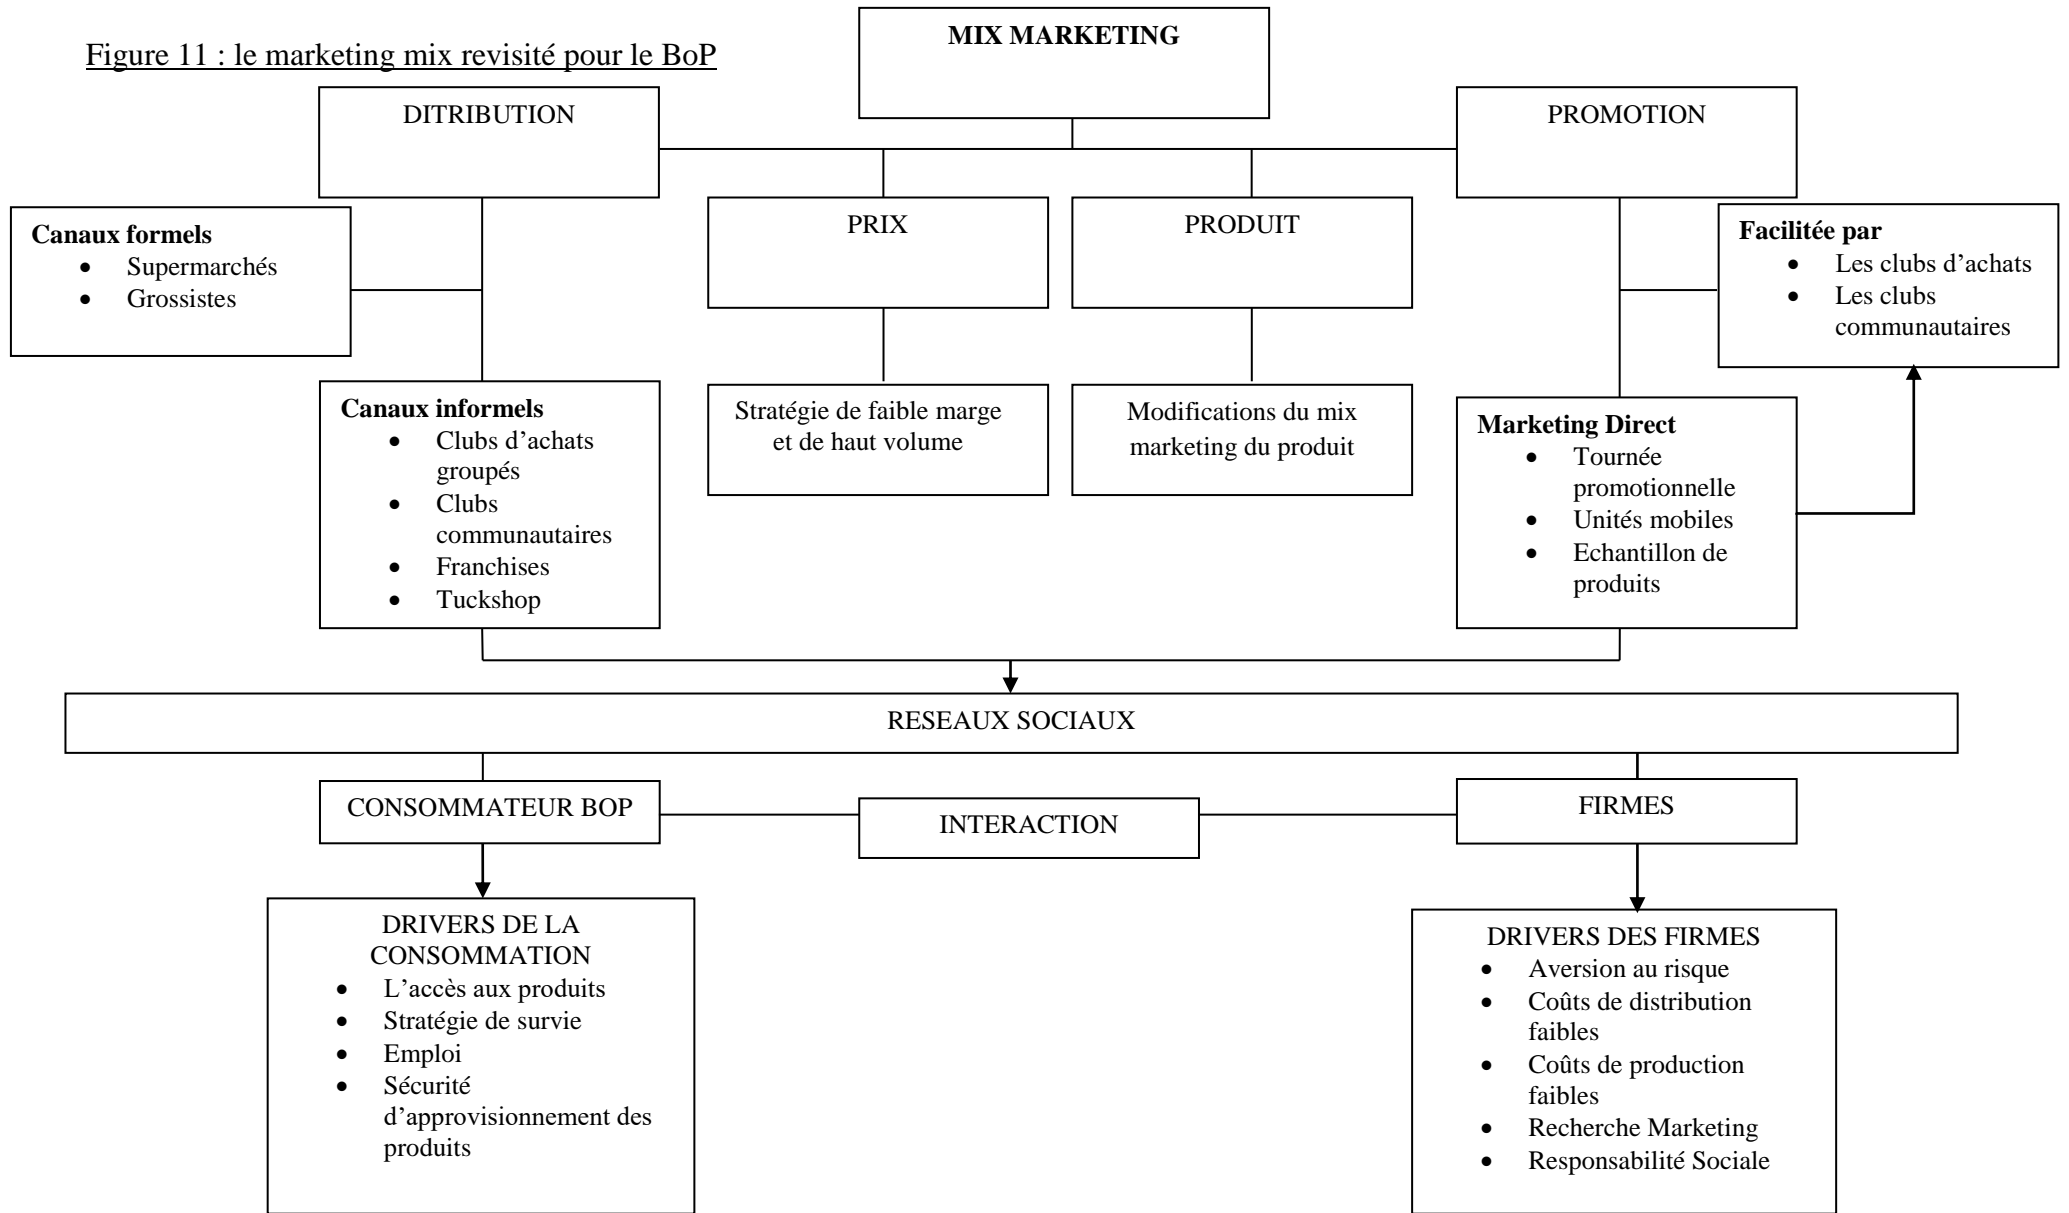 MIX MARKETING
Figure 11 : le marketing mix revisité pour le BoP
DITRIBUTION
PROMOTION
Canaux formels
• Supermarchés
• Grossistes
PRIX
PRODUIT
Facilitée par
• Les clubs d’achats
• Les clubs
communautaires
Canaux informels
• Clubs d’achats
groupés
• Clubs
communautaires
• Franchises
• Tuckshop
Stratégie de faible marge
et de haut volume
Modifications du mix
marketing du produit
Marketing Direct
• Tournée
promotionnelle
• Unités mobiles
• Echantillon de
produits
RESEAUX SOCIAUX
CONSOMMATEUR BOP
INTERACTION
FIRMES
DRIVERS DE LA
CONSOMMATION
• L’accès aux produits
• Stratégie de survie
• Emploi
• Sécurité
d’approvisionnement des
produits
DRIVERS DES FIRMES
• Aversion au risque
• Coûts de distribution
faibles
• Coûts de production
faibles
• Recherche Marketing
• Responsabilité Sociale